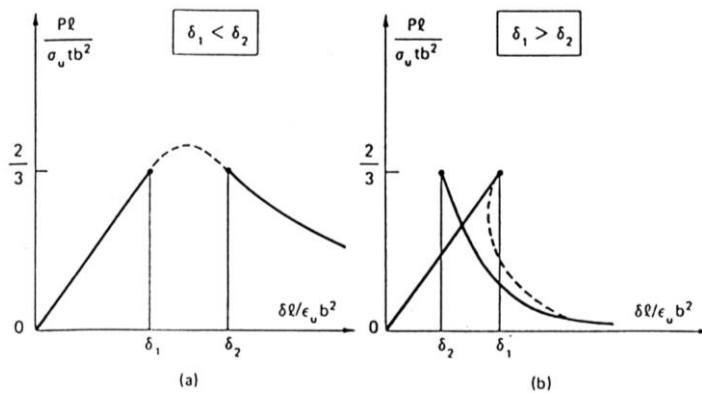 Pℓ
σᵤ tb²
δ₁ < δ₂
2
3
0
δ₁
δ₂
δℓ/ϵᵤ b²
(a)
Pℓ
σᵤ tb²
δ₁ > δ₂
2
3
0
δ₂
δ₁
δℓ/ϵᵤ b²
(b)